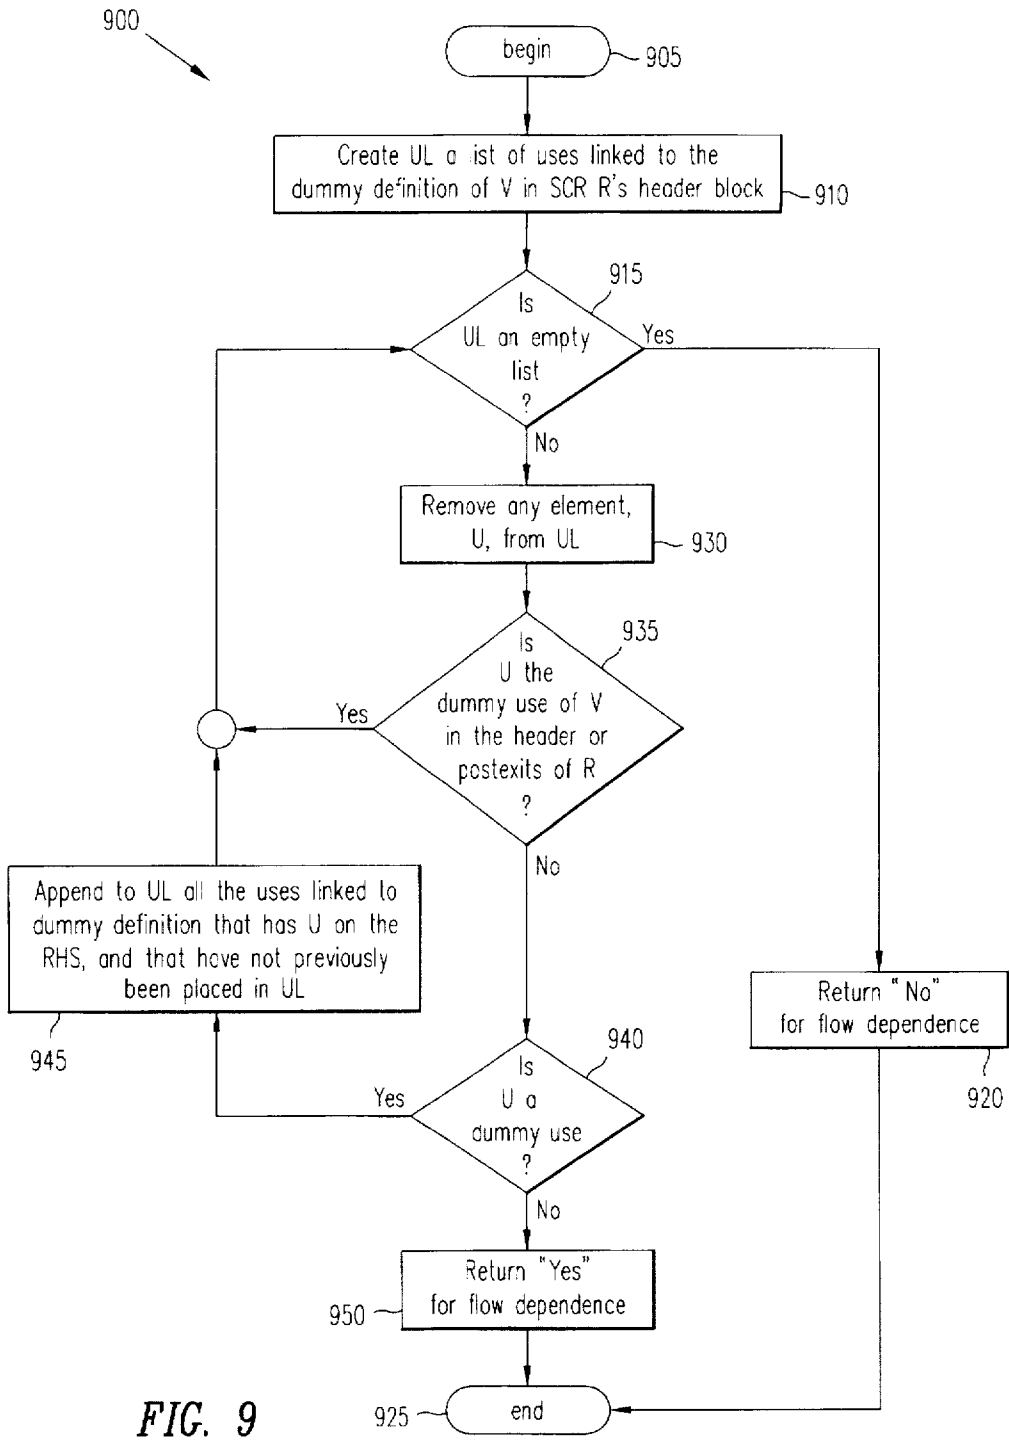 900
begin
905
Create UL a list of uses linked to the
dummy definition of V in SCR R's header block
910
915
Is
UL an empty
list
?
Yes
No
Remove any element,
U, from UL
930
935
Is
U the
dummy use of V
in the header or
postexits of R
?
Yes
No
Append to UL all the uses linked to
dummy definition that has U on the
RHS, and that have not previously
been placed in UL
945
Return "No"
for flow dependence
920
940
Is
U a
dummy use
?
Yes
No
Return "Yes"
for flow dependence
950
end
925
FIG. 9